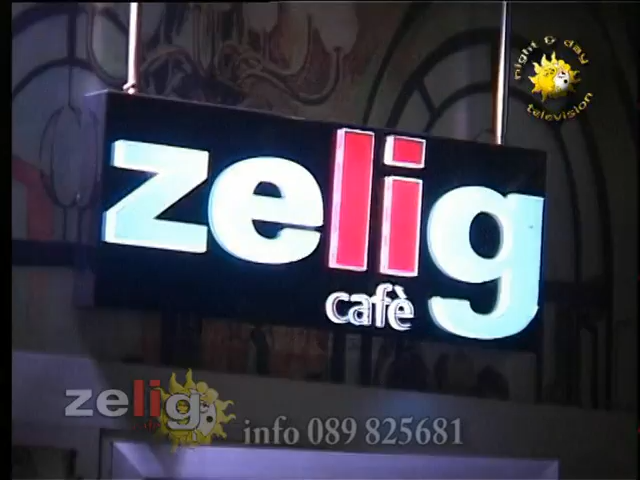 night & day
television
zelig
cafè
zelig
info 089 825681